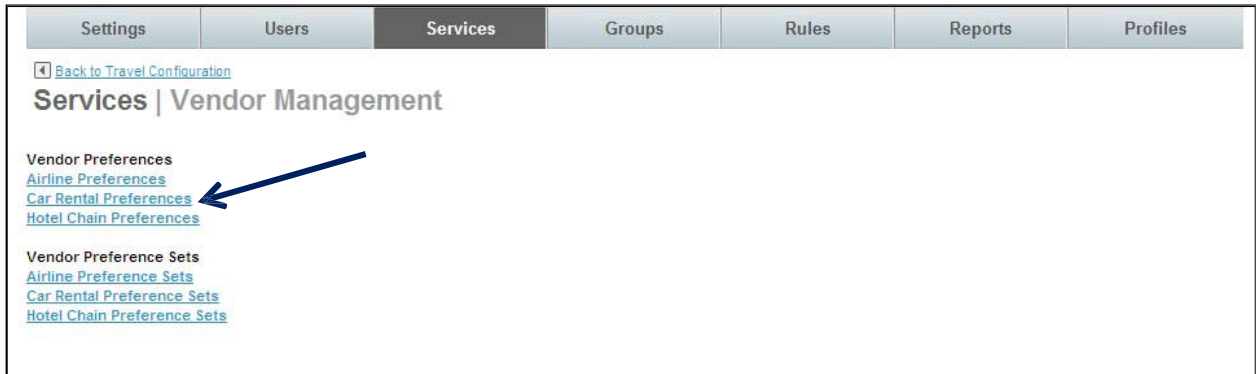 Settings Users Services Groups Rules Reports Profiles
Back to Travel Configuration
Services | Vendor Management
Vendor Preferences
Airline Preferences
Car Rental Preferences
Hotel Chain Preferences
Vendor Preference Sets
Airline Preference Sets
Car Rental Preference Sets
Hotel Chain Preference Sets